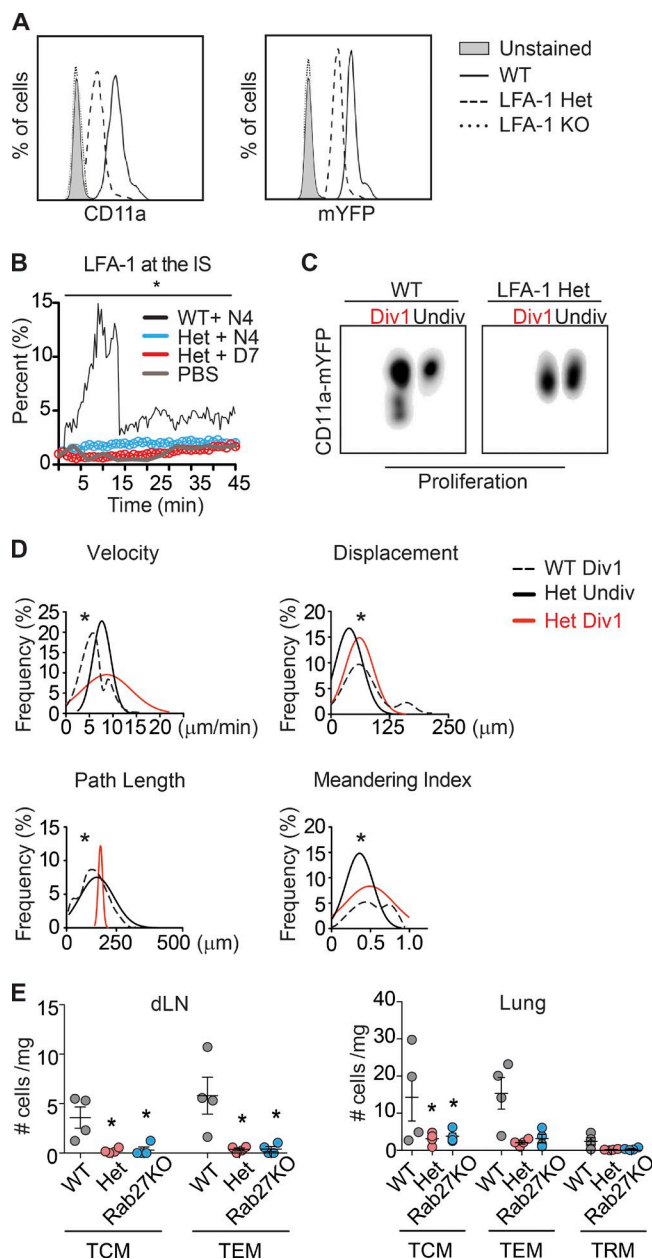 A
% of cells
CD11a
% of cells
mYFP
Unstained
WT
LFA-1 Het
LFA-1 KO
B
LFA-1 at the IS
*
Percent (%)
15
10
5
0
WT+ N4
Het + N4
Het + D7
PBS
5 15 25 35 45
Time (min)
C
WT LFA-1 Het
Div1 Undiv Div1 Undiv
CD11a-mYFP
Proliferation
D
Velocity
Frequency (%)
25
20
15
10
5
0
*
0 5 10 15 20 (µm/min)
Displacement
Frequency (%)
20
15
10
5
0
*
0 125 250
(µm)
WT Div1
Het Undiv
Het Div1
Path Length
Frequency (%)
20
15
10
5
0
*
0 250 500 (µm)
Meandering Index
Frequency (%)
20
15
10
5
0
*
0 0.5 1.0
E
dLN
# cells /mg
15
10
5
0
* * * *
WT Het Rab27KO WT Het Rab27KO
TCM TEM
Lung
# cells /mg
40
30
20
10
0
* *
WT Het Rab27KO WT Het Rab27KO WT Het Rab27KO
TCM TEM TRM